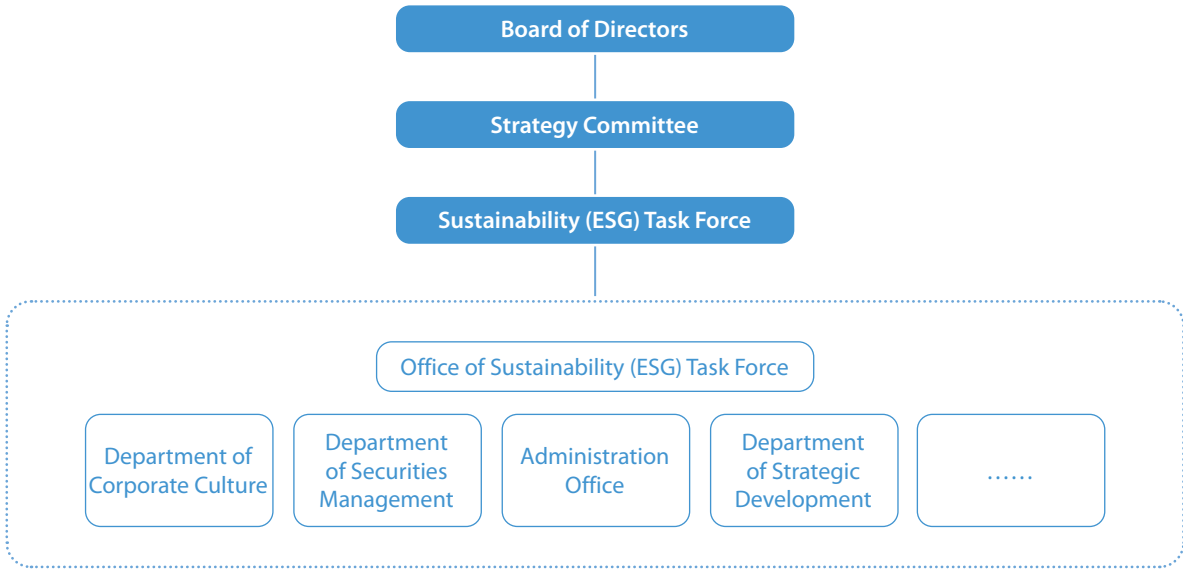 Board of Directors
Strategy Committee
Sustainability (ESG) Task Force
Office of Sustainability (ESG) Task Force
Department of
Corporate Culture
Department
of Securities
Management
Administration
Office
Department
of Strategic
Development
……